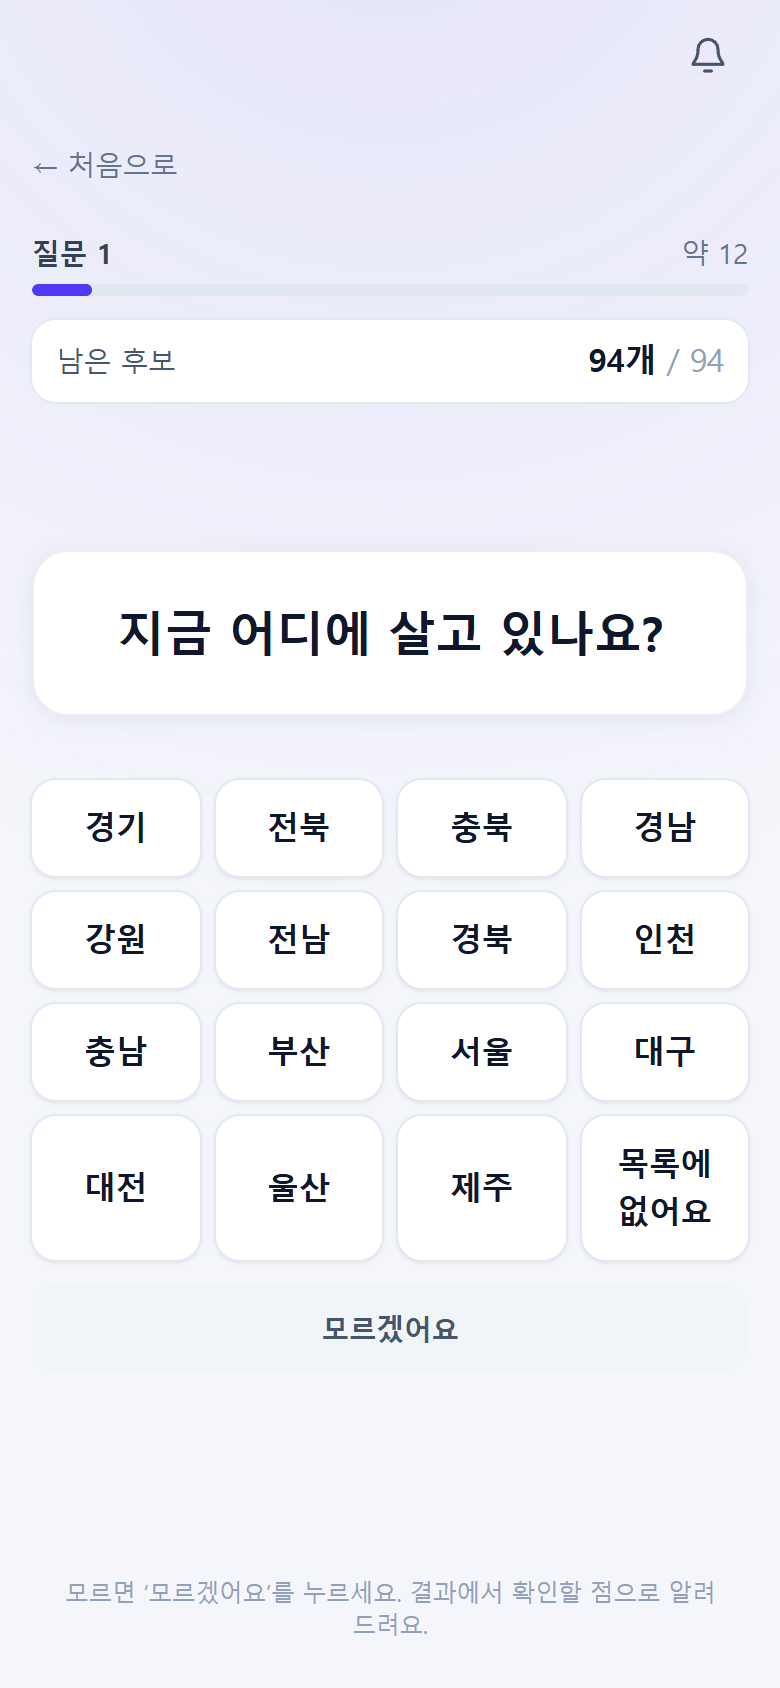 ← 처음으로
질문 1 약 12
남은 후보 94개 / 94
지금 어디에 살고 있나요?
경기 전북 충북 경남
강원 전남 경북 인천
충남 부산 서울 대구
대전 울산 제주 목록에
없어요
모르겠어요
모르면 ‘모르겠어요’를 누르세요. 결과에서 확인할 점으로 알려
드려요.